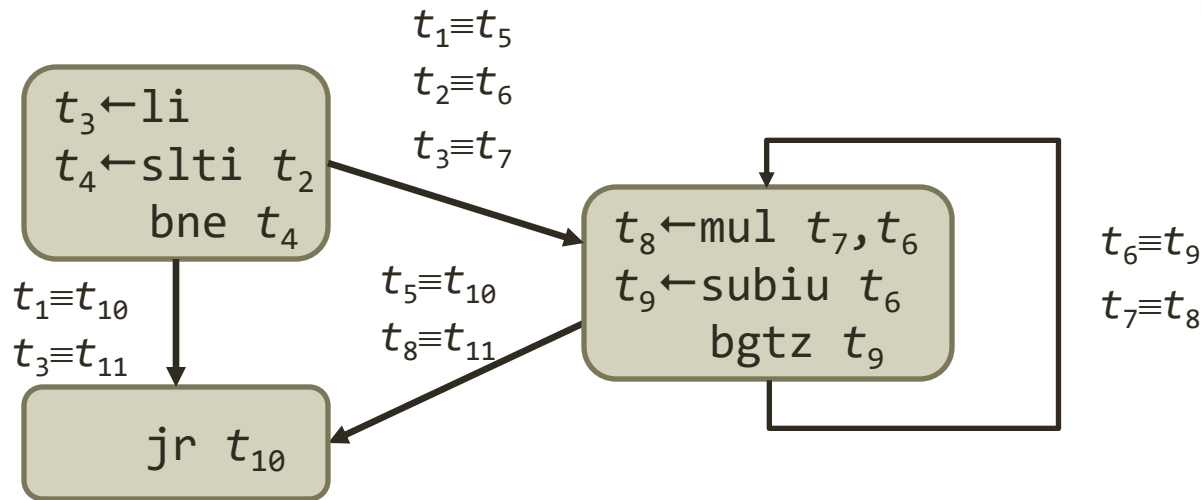 t₁≡t₅
t₂≡t₆
t₃≡t₇
t₃←li
t₄←slti t₂
bne t₄
t₈←mul t₇,t₆
t₉←subiu t₆
bgtz t₉
t₆≡t₉
t₇≡t₈
t₁≡t₁₀
t₃≡t₁₁
t₅≡t₁₀
t₈≡t₁₁
jr t₁₀